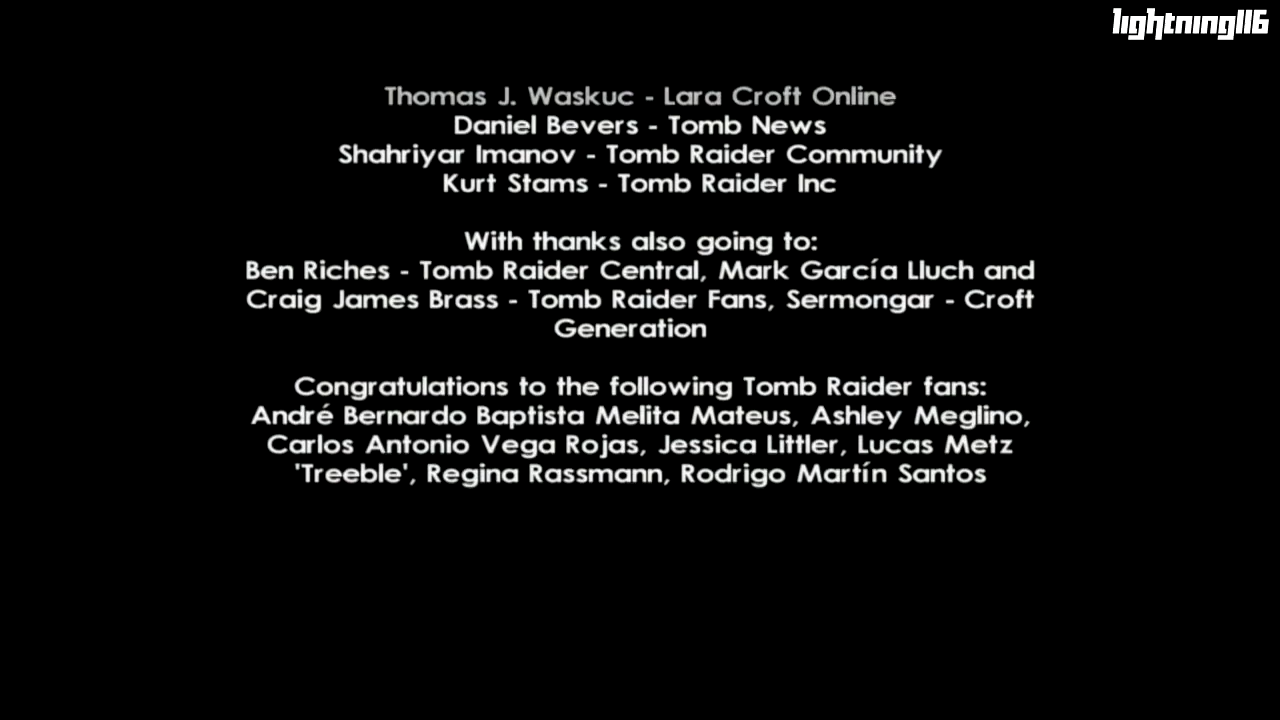 lightning116
Thomas J. Waskuc - Lara Croft Online
Daniel Bevers - Tomb News
Shahriyar Imanov - Tomb Raider Community
Kurt Stams - Tomb Raider Inc
With thanks also going to:
Ben Riches - Tomb Raider Central, Mark García Lluch and
Craig James Brass - Tomb Raider Fans, Sermongar - Croft
Generation
Congratulations to the following Tomb Raider fans:
André Bernardo Baptista Melita Mateus, Ashley Meglino,
Carlos Antonio Vega Rojas, Jessica Littler, Lucas Metz
'Treeble', Regina Rassmann, Rodrigo Martín Santos